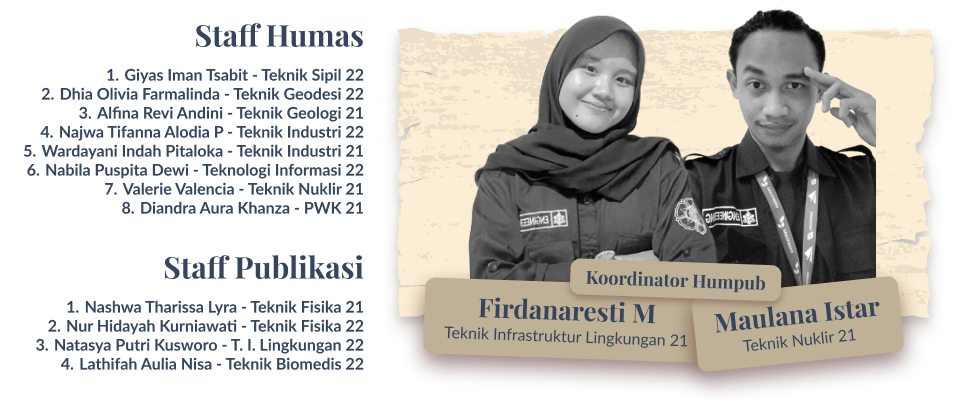 Staff Humas
1. Giyas Iman Tsabit - Teknik Sipil 22
2. Dhia Olivia Farmalinda - Teknik Geodesi 22
3. Alfina Revi Andini - Teknik Geologi 21
4. Najwa Tifanna Alodia P - Teknik Industri 22
5. Wardayani Indah Pitaloka - Teknik Industri 21
6. Nabila Puspita Dewi - Teknologi Informasi 22
7. Valerie Valencia - Teknik Nuklir 21
8. Diandra Aura Khanza - PWK 21
Staff Publikasi
1. Nashwa Tharissa Lyra - Teknik Fisika 21
2. Nur Hidayah Kurniawati - Teknik Fisika 22
3. Natasya Putri Kusworo - T. I. Lingkungan 22
4. Lathifah Aulia Nisa - Teknik Biomedis 22
ENGINEERING
Koordinator Humpub
Firdanaresti M
Teknik Infrastruktur Lingkungan 21
Maulana Istar
Teknik Nuklir 21